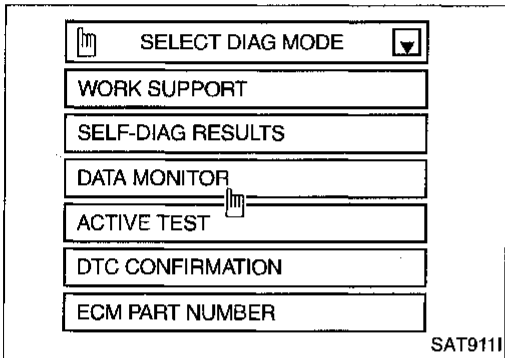 SELECT DIAG MODE
WORK SUPPORT
SELF-DIAG RESULTS
DATA MONITOR
ACTIVE TEST
DTC CONFIRMATION
ECM PART NUMBER
SAT911I